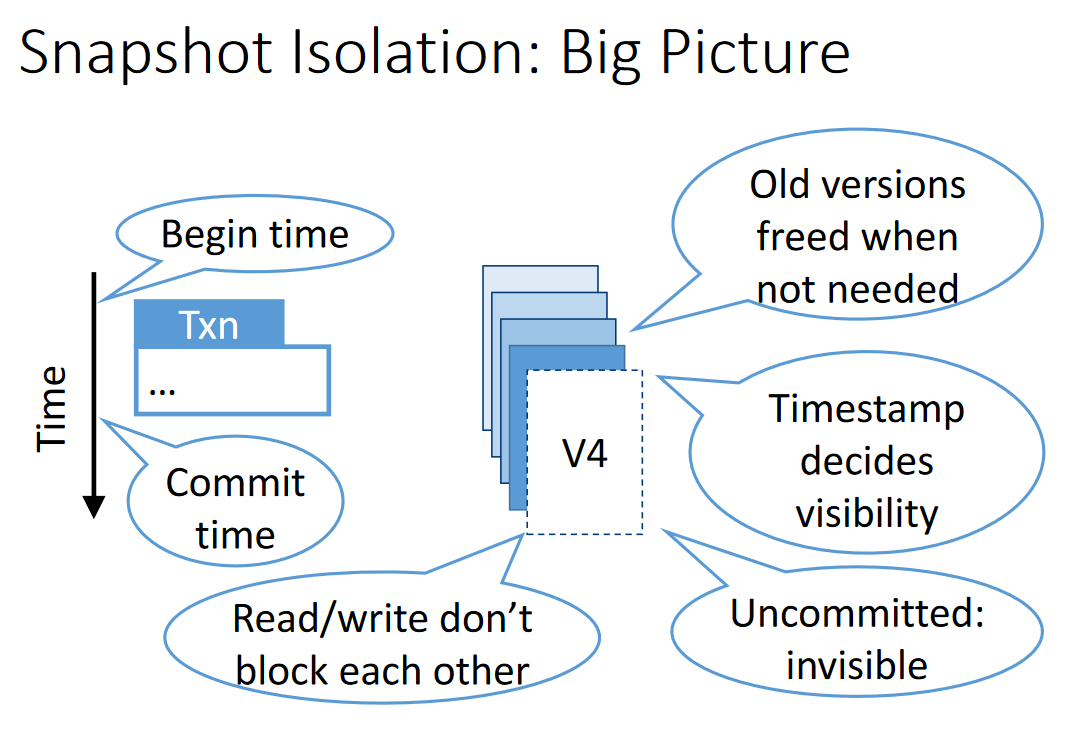 Snapshot Isolation: Big Picture
Begin time
Txn
...
Time
Commit
time
V4
Old versions
freed when
not needed
Timestamp
decides
visibility
Read/write don’t
block each other
Uncommitted:
invisible